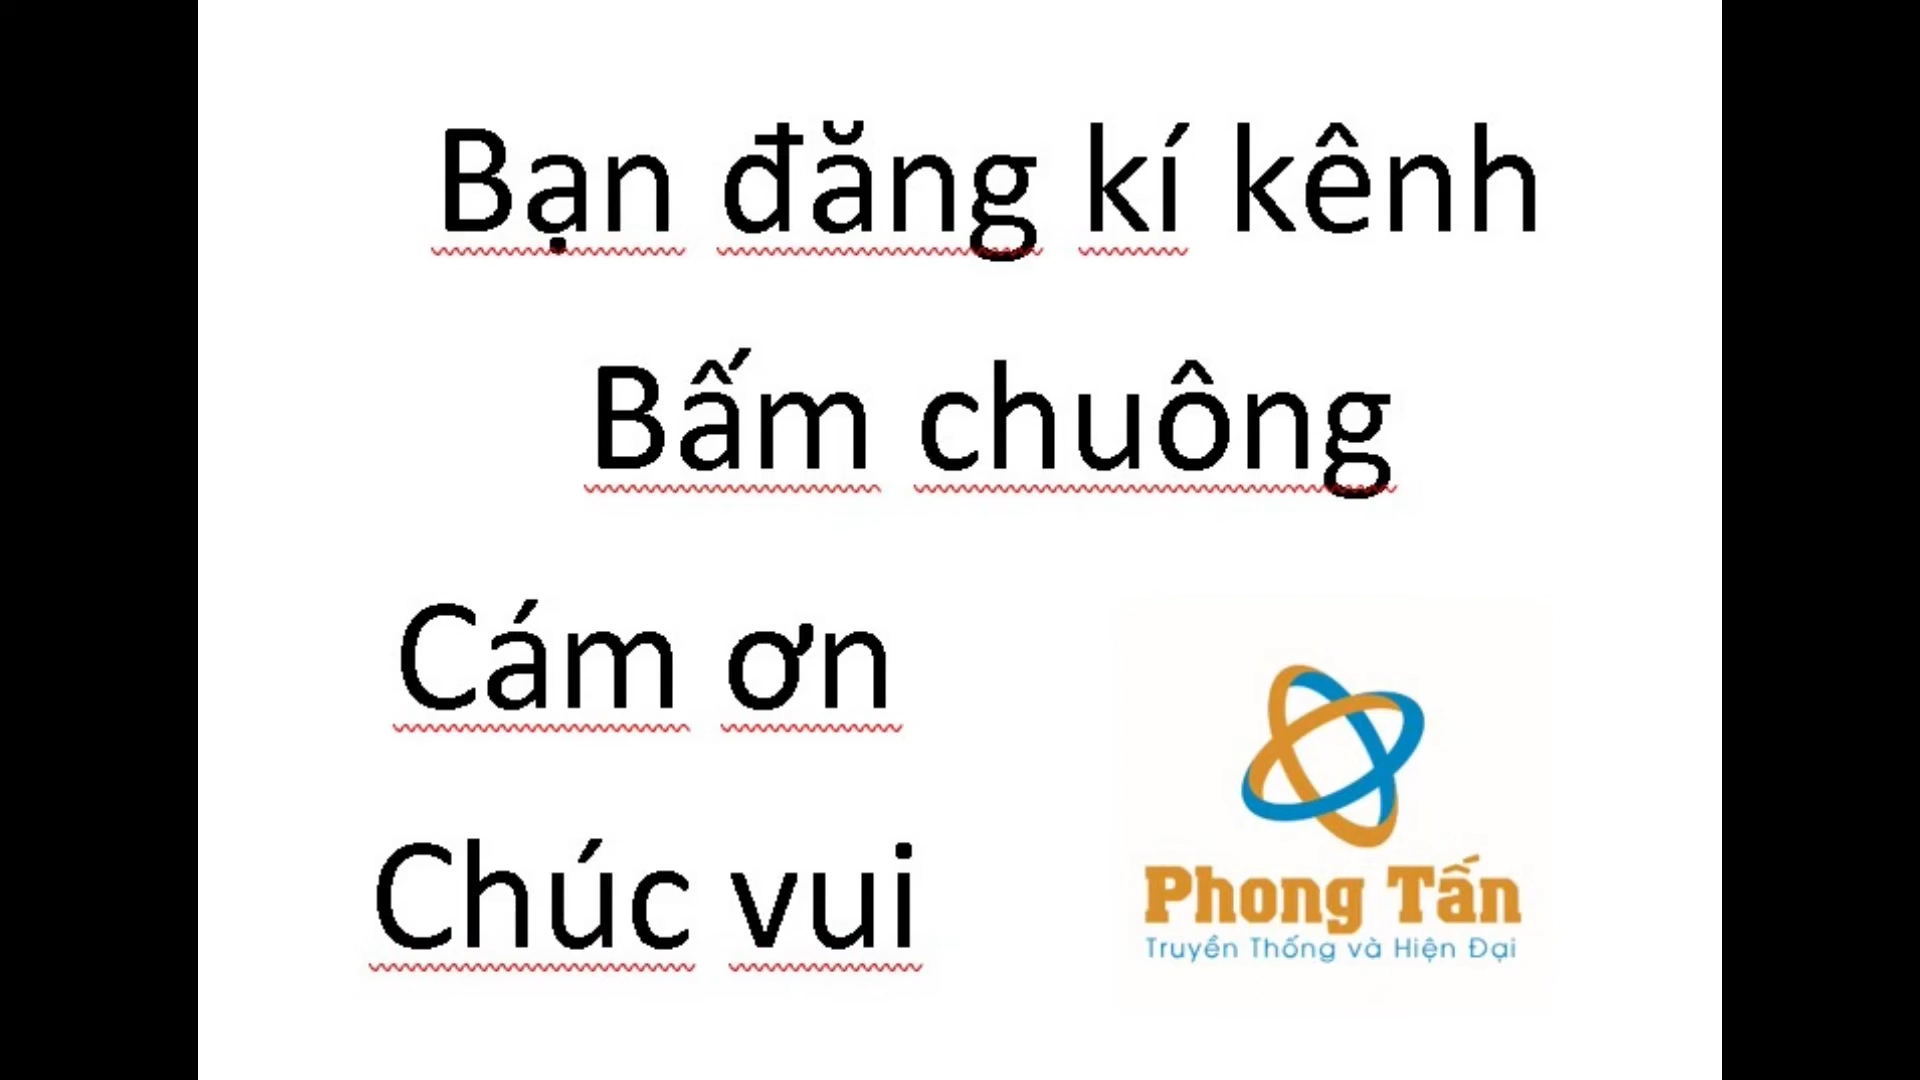 Bạn đăng kí kênh
Bấm chuông
Cám ơn
Chúc vui
Phong Tấn
Truyền Thống và Hiện Đại